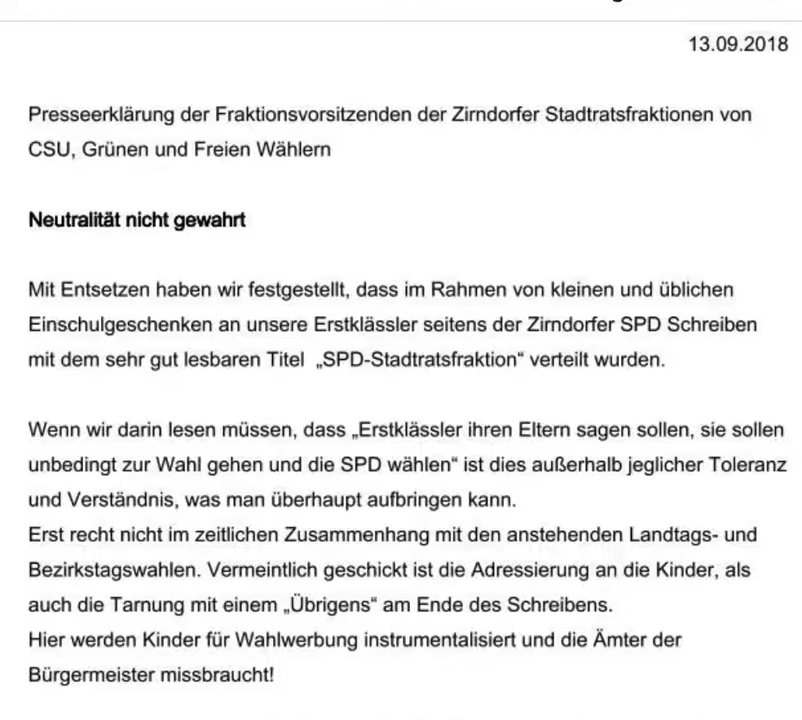 13.09.2018
Presseerklärung der Fraktionsvorsitzenden der Zirndorfer Stadtratsfraktionen von
CSU, Grünen und Freien Wählern
Neutralität nicht gewahrt
Mit Entsetzen haben wir festgestellt, dass im Rahmen von kleinen und üblichen
Einschulgeschenken an unsere Erstklässler seitens der Zirndorfer SPD Schreiben
mit dem sehr gut lesbaren Titel „SPD-Stadtratsfraktion“ verteilt wurden.
Wenn wir darin lesen müssen, dass „Erstklässler ihren Eltern sagen sollen, sie sollen
unbedingt zur Wahl gehen und die SPD wählen“ ist dies außerhalb jeglicher Toleranz
und Verständnis, was man überhaupt aufbringen kann.
Erst recht nicht im zeitlichen Zusammenhang mit den anstehenden Landtags- und
Bezirkstagswahlen. Vermeintlich geschickt ist die Adressierung an die Kinder, als
auch die Tarnung mit einem „Übrigens“ am Ende des Schreibens.
Hier werden Kinder für Wahlwerbung instrumentalisiert und die Ämter der
Bürgermeister missbraucht!